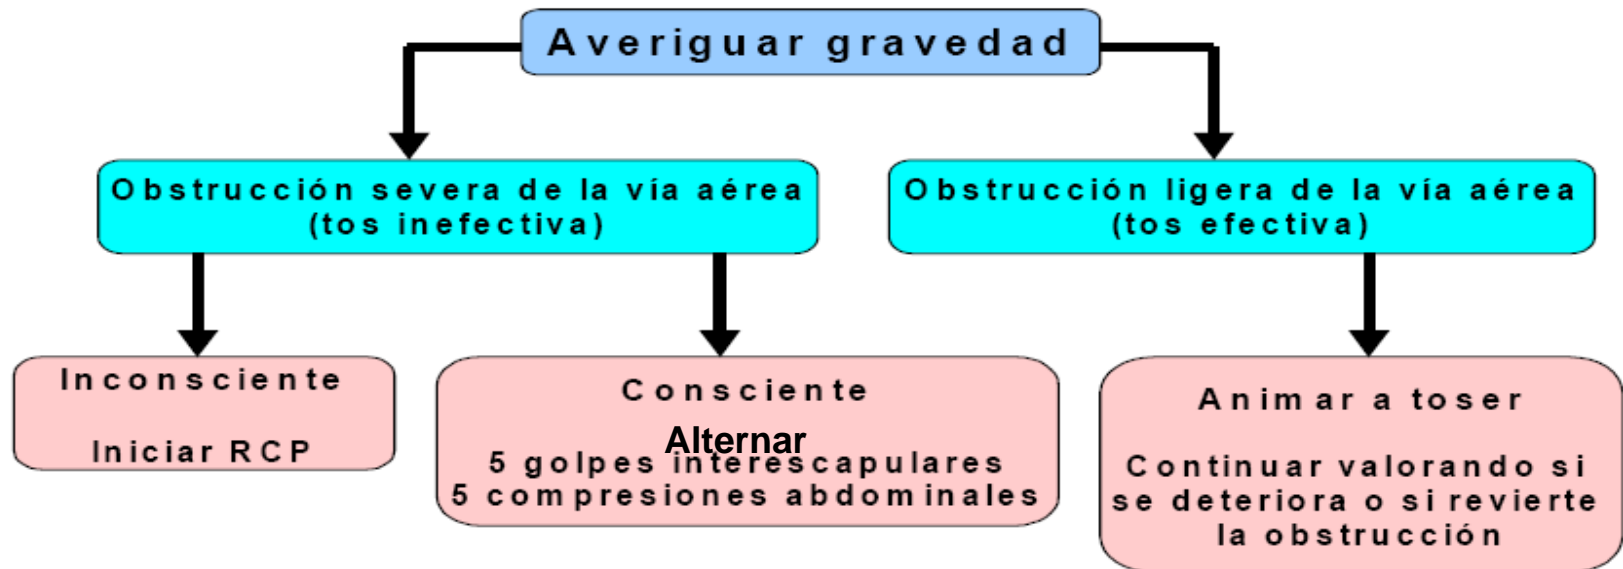 Averiguar gravedad
Obstrucción severa de la vía aérea
(tos inefectiva)
Obstrucción ligera de la vía aérea
(tos efectiva)
Inconsciente
Iniciar RCP
Consciente
Alternar
5 golpes interescapulares
5 compresiones abdominales
Animar a toser
Continuar valorando si
se deteriora o si revierte
la obstrucción